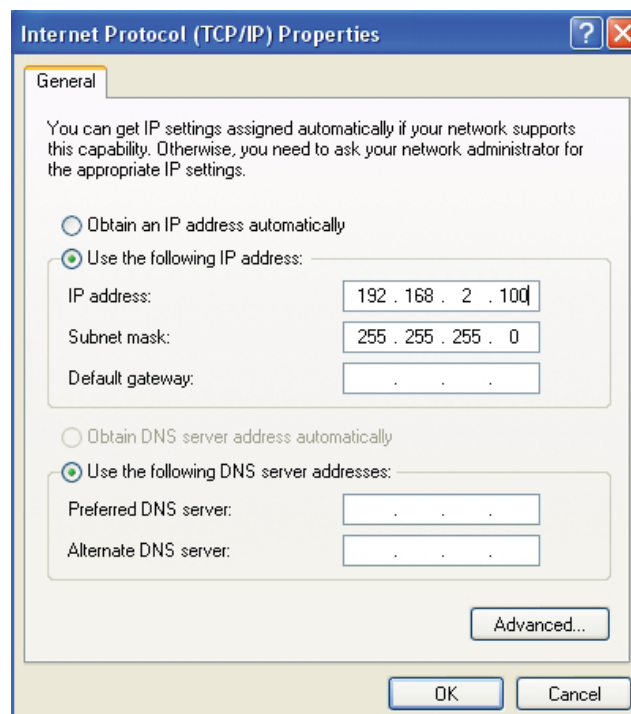 Internet Protocol (TCP/IP) Properties
General
You can get IP settings assigned automatically if your network supports
this capability. Otherwise, you need to ask your network administrator for
the appropriate IP settings.
Obtain an IP address automatically
Use the following IP address:
IP address: 192 . 168 . 2 . 100
Subnet mask: 255 . 255 . 255 . 0
Default gateway: . . .
Obtain DNS server address automatically
Use the following DNS server addresses:
Preferred DNS server: . . .
Alternate DNS server: . . .
Advanced...
OK Cancel